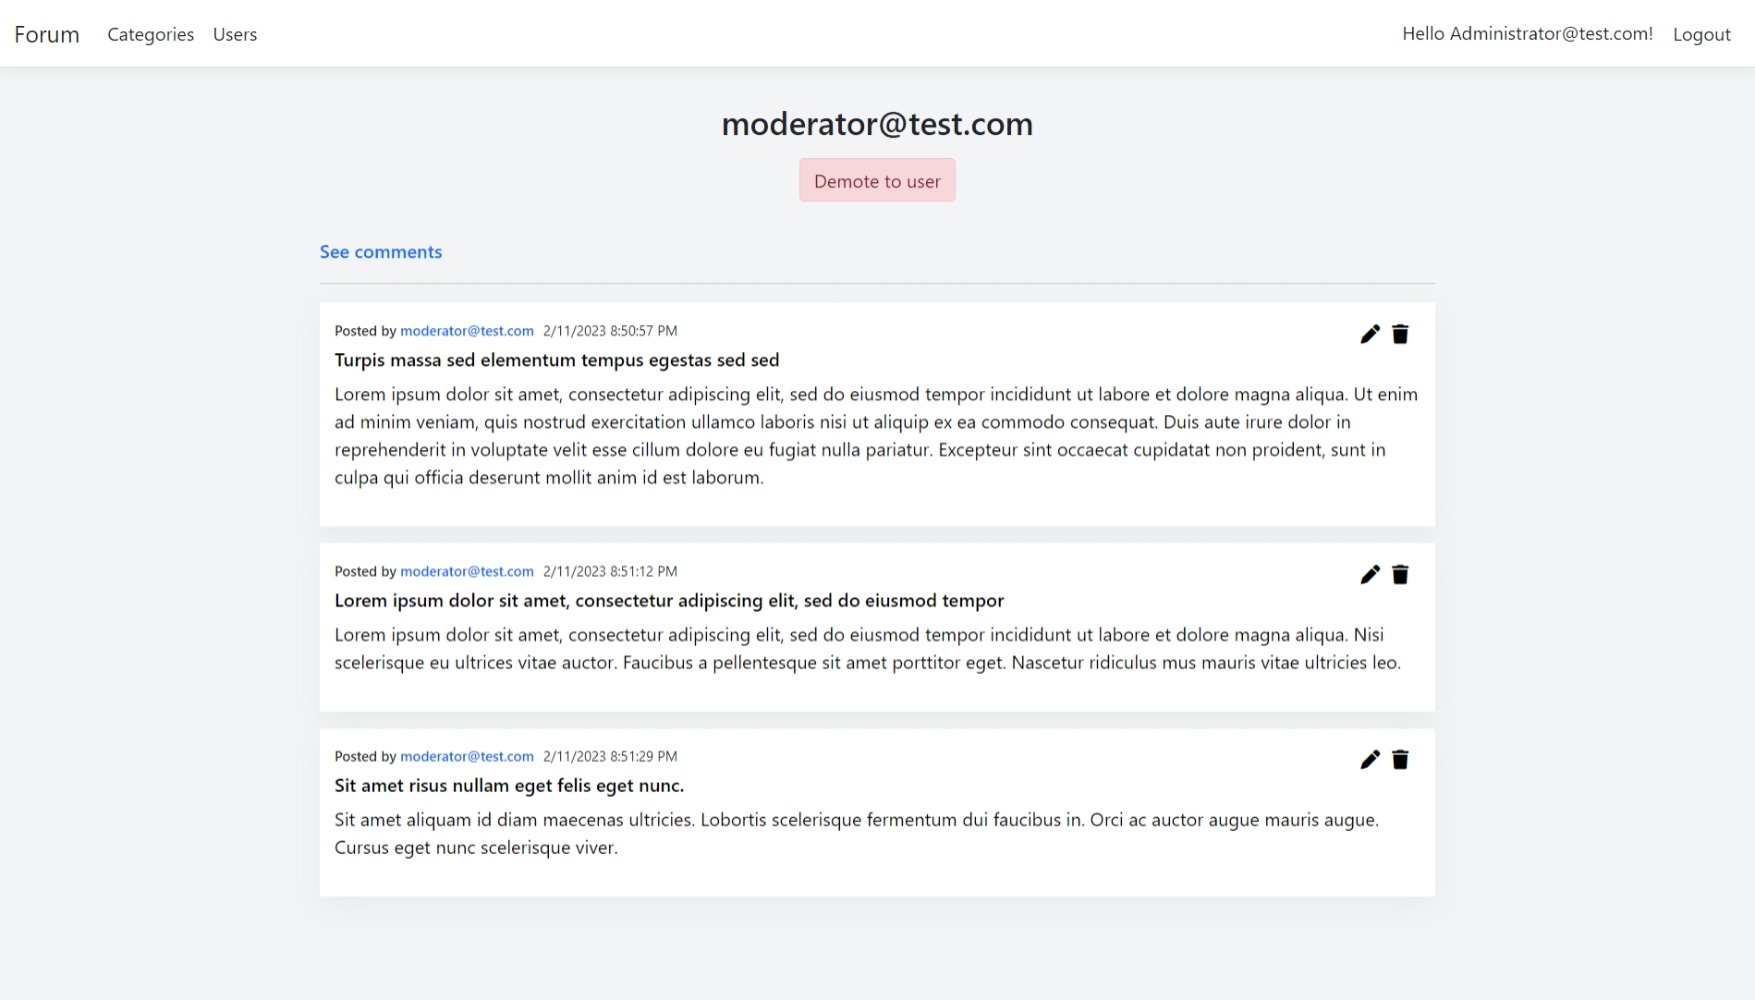 Forum Categories Users Hello Administrator@test.com! Logout
moderator@test.com
Demote to user
See comments
Posted by moderator@test.com 2/11/2023 8:50:57 PM
Turpis massa sed elementum tempus egestas sed sed
Lorem ipsum dolor sit amet, consectetur adipiscing elit, sed do eiusmod tempor incididunt ut labore et dolore magna aliqua. Ut enim
ad minim veniam, quis nostrud exercitation ullamco laboris nisi ut aliquip ex ea commodo consequat. Duis aute irure dolor in
reprehenderit in voluptate velit esse cillum dolore eu fugiat nulla pariatur. Excepteur sint occaecat cupidatat non proident, sunt in
culpa qui officia deserunt mollit anim id est laborum.
Posted by moderator@test.com 2/11/2023 8:51:12 PM
Lorem ipsum dolor sit amet, consectetur adipiscing elit, sed do eiusmod tempor
Lorem ipsum dolor sit amet, consectetur adipiscing elit, sed do eiusmod tempor incididunt ut labore et dolore magna aliqua. Nisi
scelerisque eu ultrices vitae auctor. Faucibus a pellentesque sit amet porttitor eget. Nascetur ridiculus mus mauris vitae ultricies leo.
Posted by moderator@test.com 2/11/2023 8:51:29 PM
Sit amet risus nullam eget felis eget nunc.
Sit amet aliquam id diam maecenas ultricies. Lobortis scelerisque fermentum dui faucibus in. Orci ac auctor augue mauris augue.
Cursus eget nunc scelerisque viver.